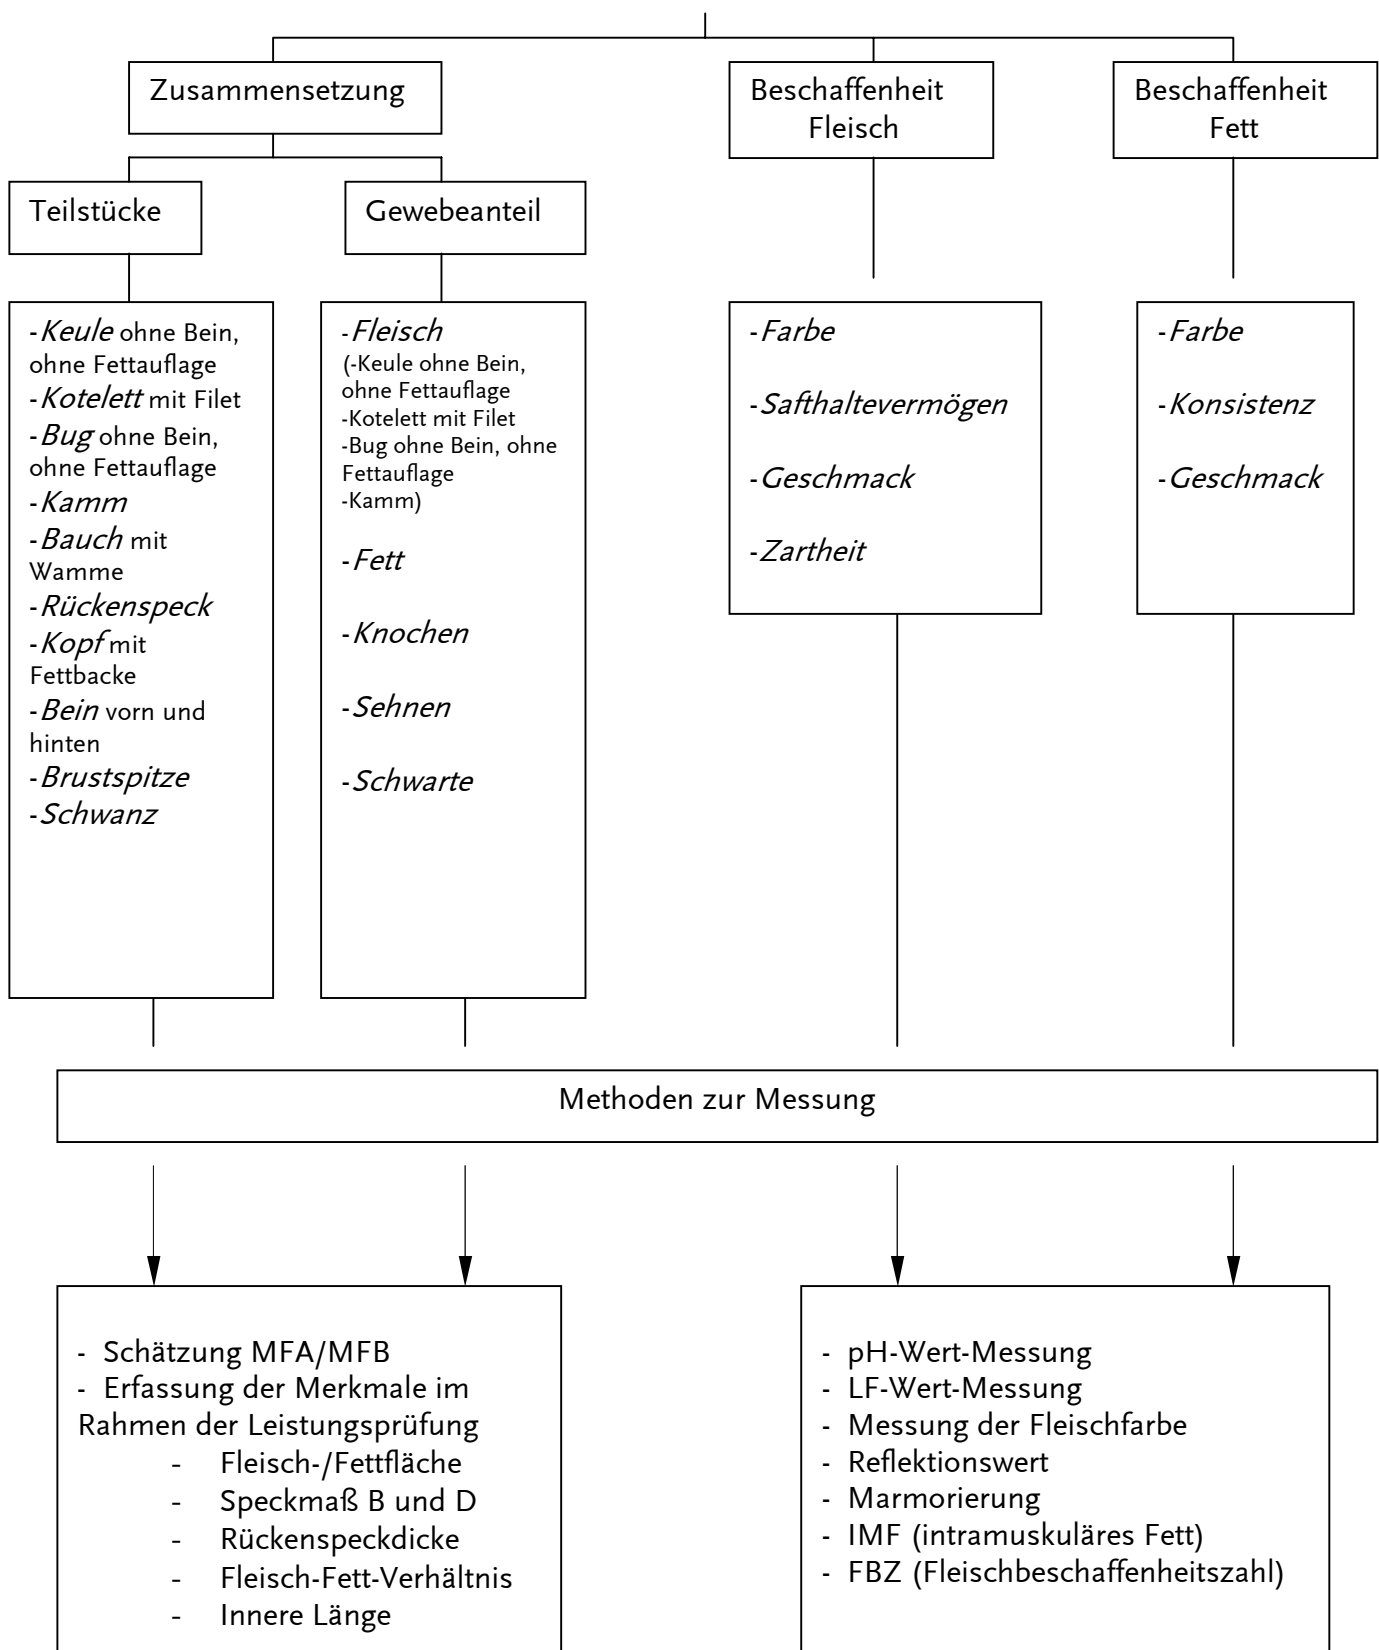 Zusammensetzung
Beschaffenheit
Fleisch
Beschaffenheit
Fett
Teilstücke
Gewebeanteil
-Keule ohne Bein,
ohne Fettauflage
-Kotelett mit Filet
-Bug ohne Bein,
ohne Fettauflage
-Kamm
-Bauch mit
Wamme
-Rückenspeck
-Kopf mit
Fettbacke
-Bein vorn und
hinten
-Brustspitze
-Schwanz
-Fleisch
(-Keule ohne Bein,
ohne Fettauflage
-Kotelett mit Filet
-Bug ohne Bein, ohne
Fettauflage
-Kamm)
-Fett
-Knochen
-Sehnen
-Schwarte
-Farbe
-Safthaltevermögen
-Geschmack
-Zartheit
-Farbe
-Konsistenz
-Geschmack
Methoden zur Messung
- Schätzung MFA/MFB
- Erfassung der Merkmale im
Rahmen der Leistungsprüfung
- Fleisch-/Fettfläche
- Speckmaß B und D
- Rückenspeckdicke
- Fleisch-Fett-Verhältnis
- Innere Länge
- pH-Wert-Messung
- LF-Wert-Messung
- Messung der Fleischfarbe
- Reflektionswert
- Marmorierung
- IMF (intramuskuläres Fett)
- FBZ (Fleischbeschaffenheitszahl)